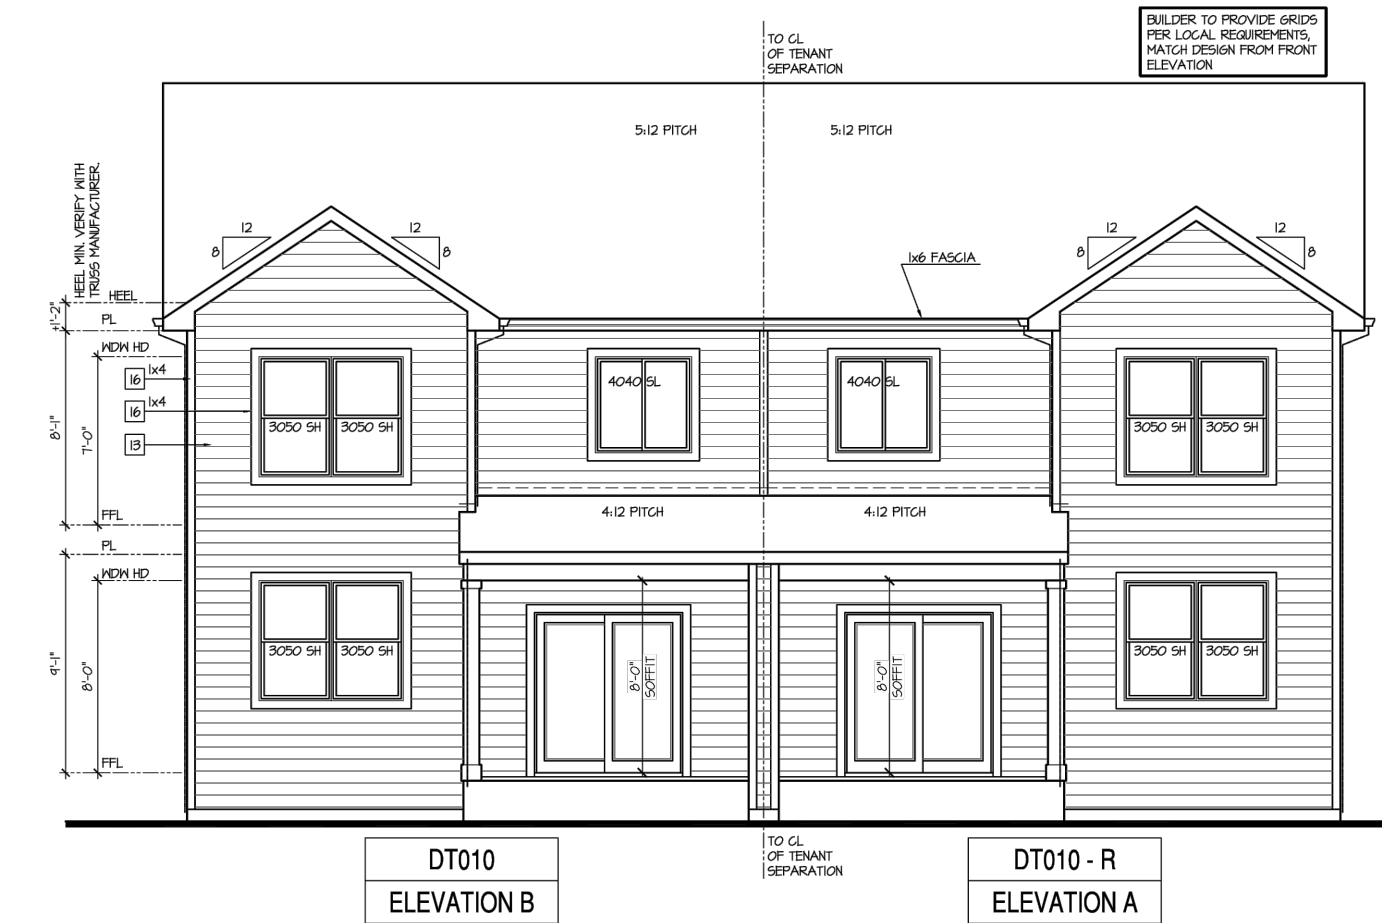 BUILDER TO PROVIDE GRIDS
PER LOCAL REQUIREMENTS,
MATCH DESIGN FROM FRONT
ELEVATION
TO CL
OF TENANT
SEPARATION
5:12 PITCH
5:12 PITCH
HEEL MIN. VERIFY WITH
TRUSS MANUFACTURER.
12
8
12
8
12
8
12
8
1x6 FASCIA
HEEL
+1'-2"
PL
WDW HD
16
1x4
16
1x4
13
8'-1"
7'-0"
FFL
3050 SH
3050 SH
4040 SL
4040 SL
3050 SH
3050 SH
4:12 PITCH
4:12 PITCH
PL
WDW HD
9'-1"
8'-0"
FFL
3050 SH
3050 SH
8'-0"
SOFFIT
8'-0"
SOFFIT
3050 SH
3050 SH
TO CL
OF TENANT
SEPARATION
DT010
ELEVATION B
DT010 - R
ELEVATION A